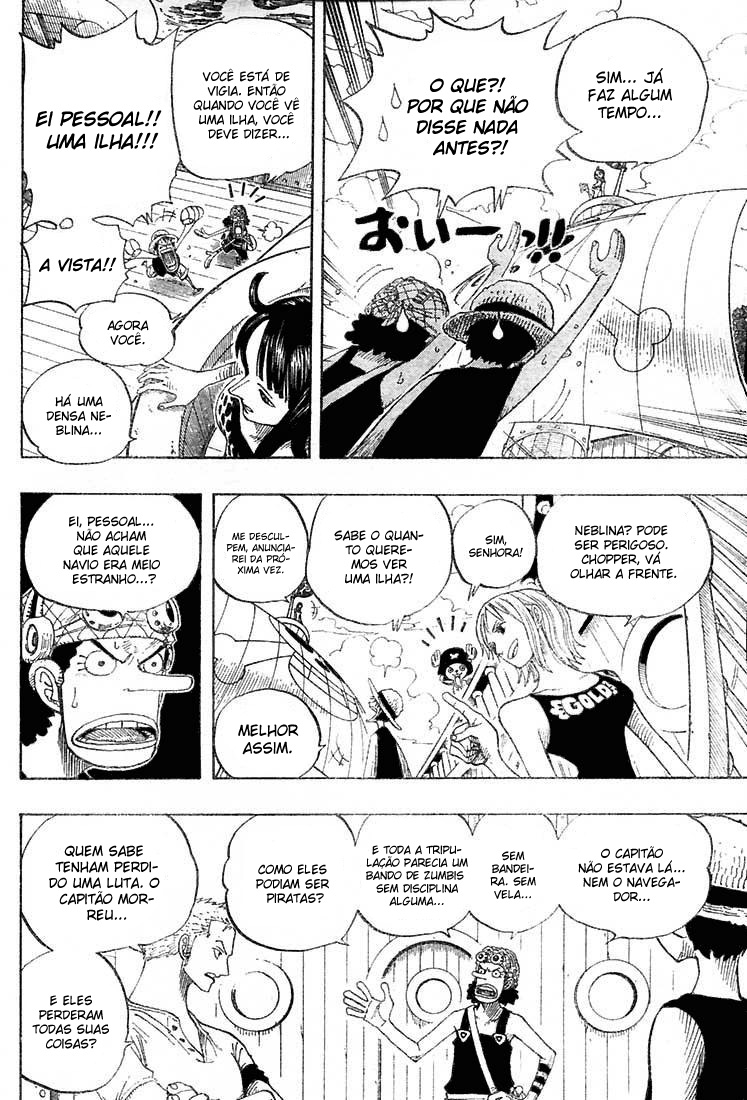 SIM... JÁ
FAZ ALGUM
TEMPO...
O QUE?!
POR QUE NÃO
DISSE NADA
ANTES?!
おいーっ!!
VOCÊ ESTÁ DE
VIGIA. ENTÃO
QUANDO VOCÊ VÊ
UMA ILHA, VOCÊ
DEVE DIZER...
EI PESSOAL!!
UMA ILHA!!!
A VISTA!!
AGORA
VOCÊ.
HÁ UMA
DENSA NE-
BLINA...
NEBLINA? PODE
SER PERIGOSO.
CHOPPER, VÁ
OLHAR A FRENTE.
SIM,
SENHORA!
SABE O QUAN-
TO QUERE-
MOS VER
UMA ILHA?!
ME DESCUL-
PEM, ANUNCIA-
REI DA PRÓ-
XIMA VEZ.
MELHOR
ASSIM.
GOLD
EI, PESSOAL...
NÃO ACHAM
QUE AQUELE
NAVIO ERA MEIO
ESTRANHO...?
O CAPITÃO
NÃO ESTAVA LÁ...
NEM O NAVEGA-
DOR...
SEM
BANDEI-
RA. SEM
VELA...
E TODA A TRIPU-
LAÇÃO PARECIA UM
BANDO DE ZUMBIS
SEM DISCIPLINA
ALGUMA...
COMO ELES
PODIAM SER
PIRATAS?
QUEM SABE
TENHAM PERDI-
DO UMA LUTA. O
CAPITÃO MOR-
REU...
E ELES
PERDERAM
TODAS SUAS
COISAS?